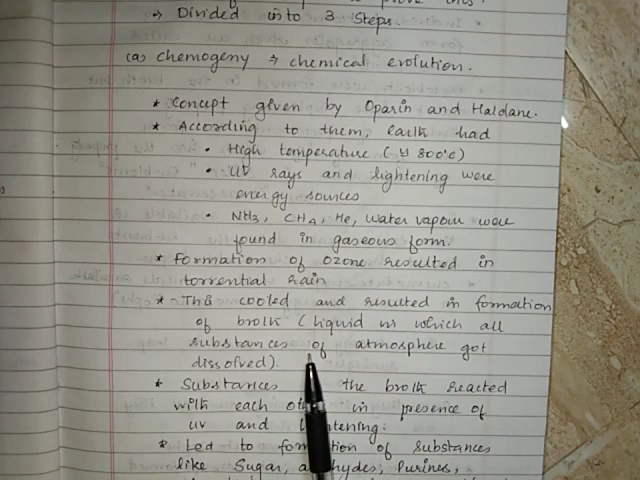 → Divided into 3 Steps
(a) Chemogeny → chemical evolution.
* Concept given by Oparin and Haldane.
* According to them, Earth had
• High temperature (≃ 800°C)
• UV rays and lightening were
energy sources
• NH3, CH4, He, water vapour were
found in gaseous form.
* Formation of ozone resulted in
torrential rain
* This cooled and resulted in formation
of broth (liquid in which all
substances of atmosphere got
dissolved)
* Substances the broth reacted
with each in presence of
UV and
* Led to of substances
like Sugar, Purines,